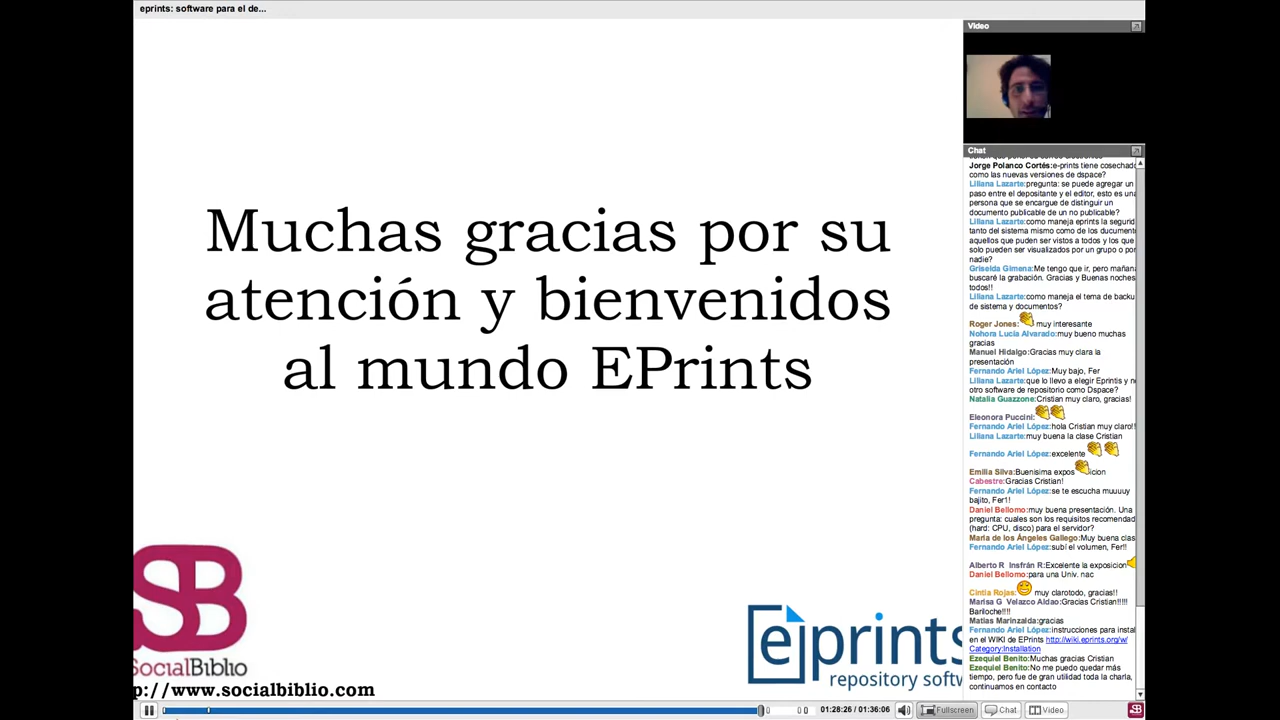 eprints: software para el de...
Muchas gracias por su
atención y bienvenidos
al mundo EPrints
SB
SocialBiblio
p://www.socialbiblio.com
eprints
repository softw
Video
Chat
Jorge Polanco Cortés:e-prints tiene cosechado
como las nuevas versiones de dspace?
Liliana Lazarte:pregunta: se puede agregar un
paso entre el depositante y el editor, esto es una
persona que se encargue de distinguir un
documento publicable de un no publicable?
Liliana Lazarte:como maneja eprints la segurid
tanto del sistema mismo como de los ducumento
aquellos que puden ser vistos a todos y los que
solo pueden ser visualizados por un grupo o por
nadie?
Griselda Gimena:Me tengo que ir, pero mañana
buscaré la grabación. Gracias y Buenas noches
todos!!
Liliana Lazarte:como maneja el tema de backu
de sistema y documentos?
Roger Jones: muy interesante
Nohora Lucia Alvarado:muy bueno muchas
gracias
Manuel Hidalgo:Gracias muy clara la
presentación
Fernando Ariel López:Muy bajo, Fer
Liliana Lazarte:que lo llevo a elegir Eprintis y n
otro software de repositorio como Dspace?
Natalia Guazzone:Cristian muy claro, gracias!
Eleonora Puccini:
Fernando Ariel López:hola Cristian muy claro!!
Liliana Lazarte:muy buena la clase Cristian
Fernando Ariel López:excelente
Emilia Silva:Buenisima expos icion
Cabestre:Gracias Cristian!
Fernando Ariel López:se te escucha muuuuy
bajito, Fer1!
Daniel Bellomo:muy buena presentación. Una
pregunta: cuales son los requisitos recomendad
(hard: CPU, disco) para el servidor?
Maria de los Ángeles Gallego:Muy buena clas
Fernando Ariel López:subí el volumen, Fer!!
Alberto R Insfrán R:Excelente la exposicion
Daniel Bellomo:para una Univ. nac
Cintia Rojas: muy clarotodo, gracias!!
Marisa G Velazco Aldao:Gracias Cristian!!!!!
Bariloche!!!!
Matias Marinzalda:gracias
Fernando Ariel López:instrucciones para instal
en el WIKI de EPrints http://wiki.eprints.org/w/
Category:Installation
Ezequiel Benito:Muchas gracias Cristian
Ezequiel Benito:No me puedo quedar más
tiempo, pero fue de gran utilidad toda la charla,
continuamos en contacto
01:28:26 / 01:36:06
Fullscreen
Chat
Video
SB